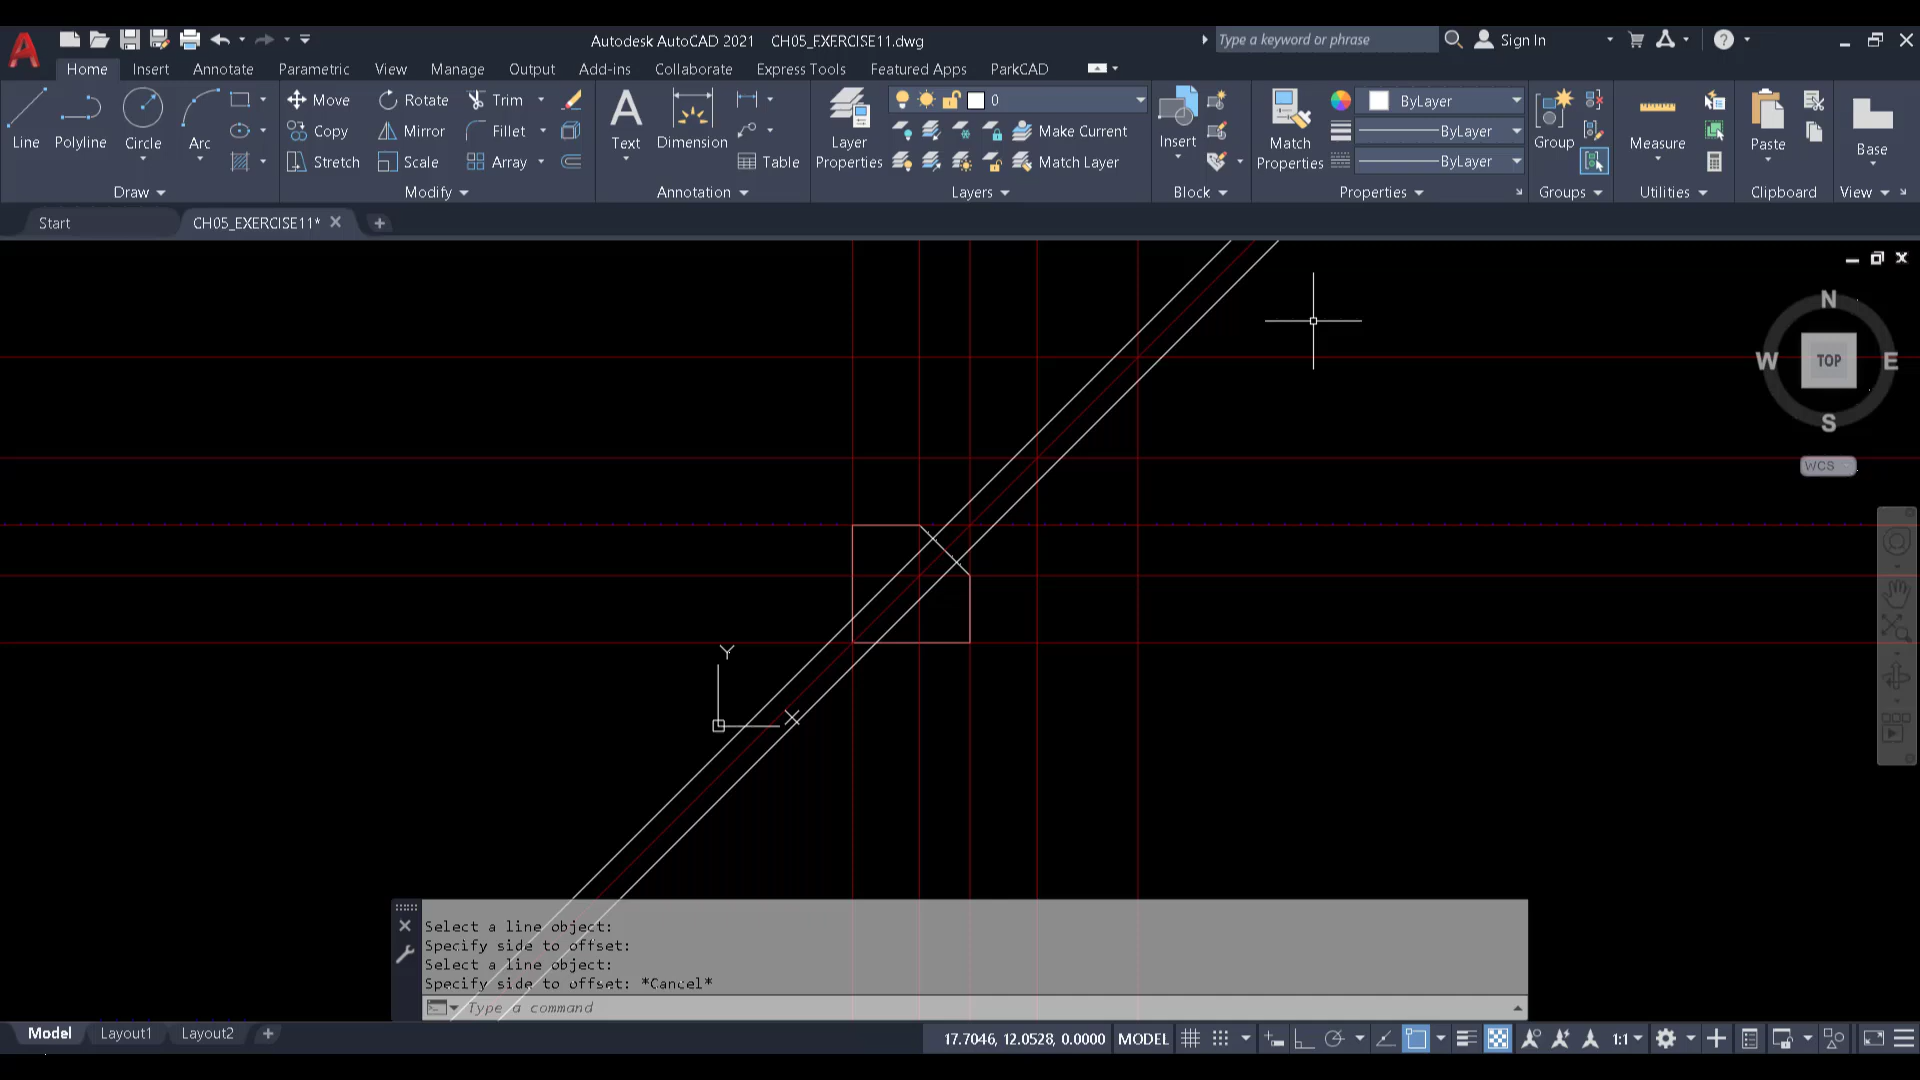 Autodesk AutoCAD 2021 CH05_EXERCISE11.dwg
Type a keyword or phrase
Sign In
Home Insert Annotate Parametric View Manage Output Add-ins Collaborate Express Tools Featured Apps ParkCAD
Line
Polyline
Circle
Arc
Draw
Move
Rotate
Trim
Copy
Mirror
Fillet
Stretch
Scale
Array
Modify
Text
Dimension
Table
Annotation
Layer
Properties
0
Make Current
Match Layer
Layers
Insert
Block
Match
Properties
ByLayer
ByLayer
ByLayer
Properties
Group
Groups
Measure
Utilities
Paste
Clipboard
Base
View
Start
CH05_EXERCISE11*
N
W
TOP
E
S
WCS
Y
X
Select a line object:
Specify side to offset:
Select a line object:
Specify side to offset: *Cancel*
Type a command
Model Layout1 Layout2
17.7046, 12.0528, 0.0000 MODEL
1:1